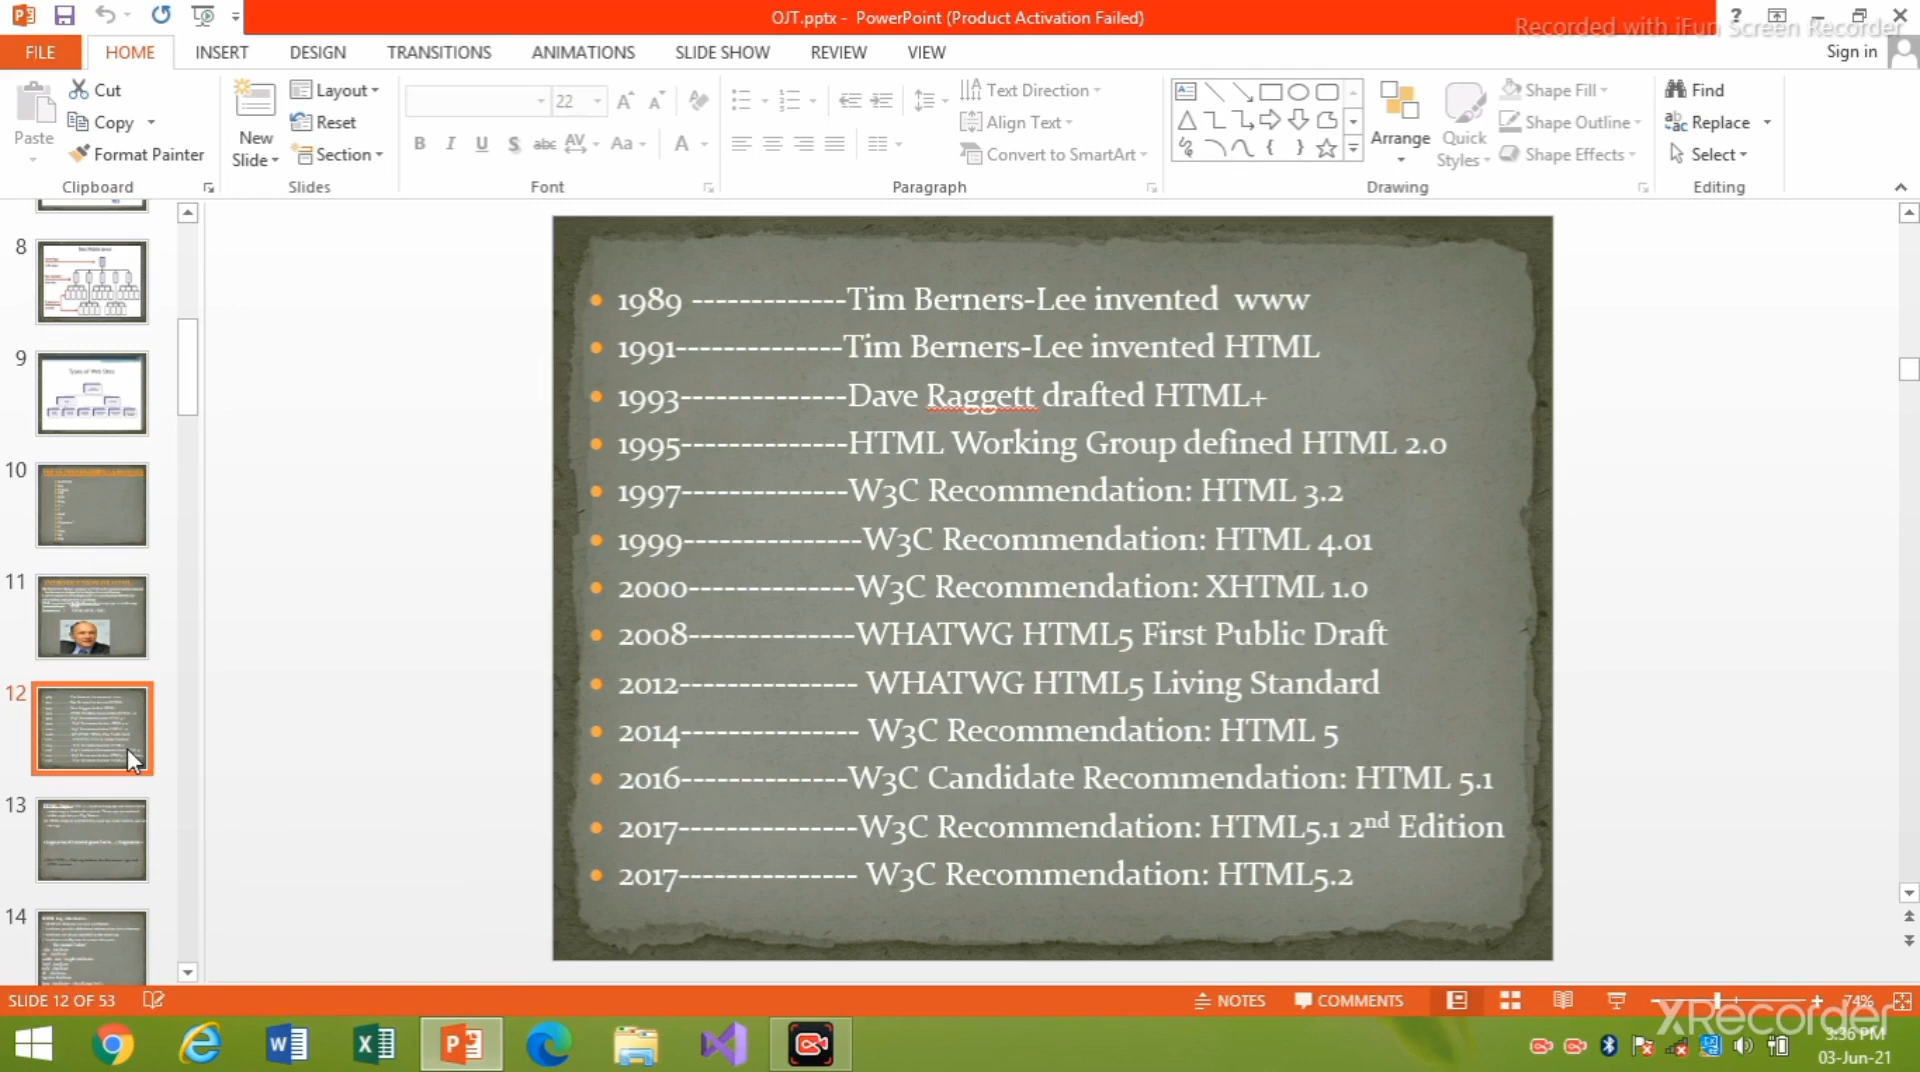 OJT.pptx - PowerPoint (Product Activation Failed)
Recorded with iFun Screen Recorder
FILE HOME INSERT DESIGN TRANSITIONS ANIMATIONS SLIDE SHOW REVIEW VIEW Sign in
Cut Layout 22 Text Direction Shape Fill Find
Paste Copy New Slide Reset Align Text Arrange Quick Styles Shape Outline Replace
Format Painter Section Convert to SmartArt Shape Effects Select
Clipboard Slides Font Paragraph Drawing Editing
8
9
Types of Web Sites
10
11
12
13
14
1989 -------------Tim Berners-Lee invented www
1991--------------Tim Berners-Lee invented HTML
1993--------------Dave Raggett drafted HTML+
1995--------------HTML Working Group defined HTML 2.0
1997--------------W3C Recommendation: HTML 3.2
1999---------------W3C Recommendation: HTML 4.01
2000--------------W3C Recommendation: XHTML 1.0
2008--------------WHATWG HTML5 First Public Draft
2012--------------- WHATWG HTML5 Living Standard
2014--------------- W3C Recommendation: HTML 5
2016--------------W3C Candidate Recommendation: HTML 5.1
2017---------------W3C Recommendation: HTML5.1 2nd Edition
2017--------------- W3C Recommendation: HTML5.2
SLIDE 12 OF 53 NOTES COMMENTS 74%
XRecorder
3:36 PM
03-Jun-21